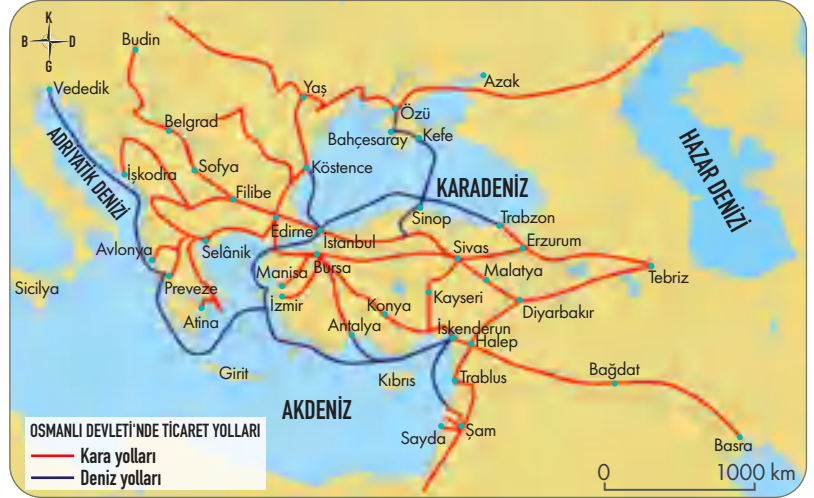 K
B D
G
Budin
Vededik
Yaş
Azak
Özü
Belgrad
Bahçesaray
Kefe
ADRİYATİK DENİZİ
HAZAR DENİZİ
İşkodra
Sofya
Köstence
Filibe
KARADENİZ
Sinop
Trabzon
Edirne
İstanbul
Erzurum
Avlonya
Selânik
Sivas
Manisa
Bursa
Malatya
Tebriz
Sicilya
Preveze
İzmir
Kayseri
Konya
Diyarbakır
Atina
Antalya
İskenderun
Halep
Girit
Kıbrıs
Trablus
Bağdat
AKDENİZ
OSMANLI DEVLETİ'NDE TİCARET YOLLARI
Kara yolları
Deniz yolları
Sayda
Şam
Basra
0 1000 km